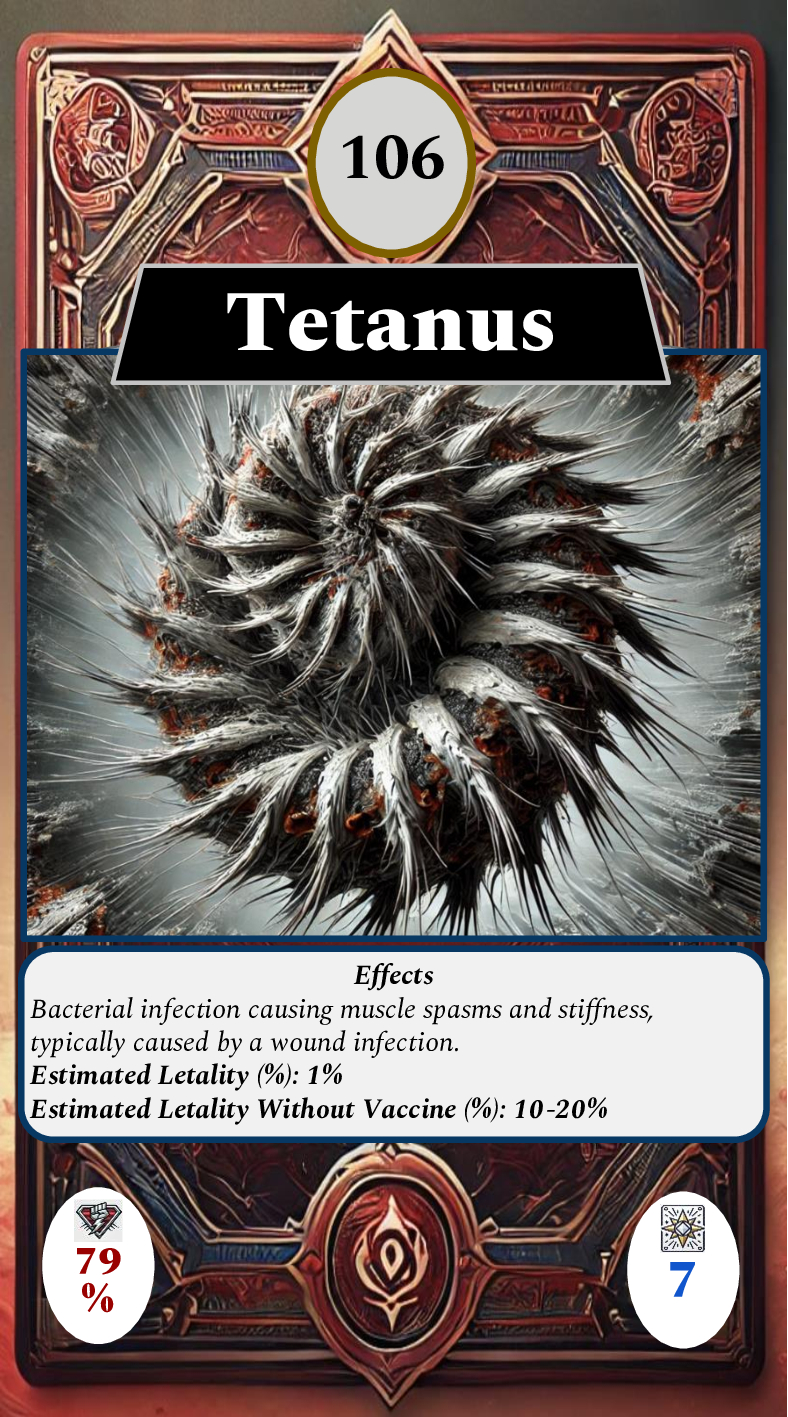 106
Tetanus
Effects
Bacterial infection causing muscle spasms and stiffness,
typically caused by a wound infection.
Estimated Letality (%): 1%
Estimated Letality Without Vaccine (%): 10-20%
79
%
7